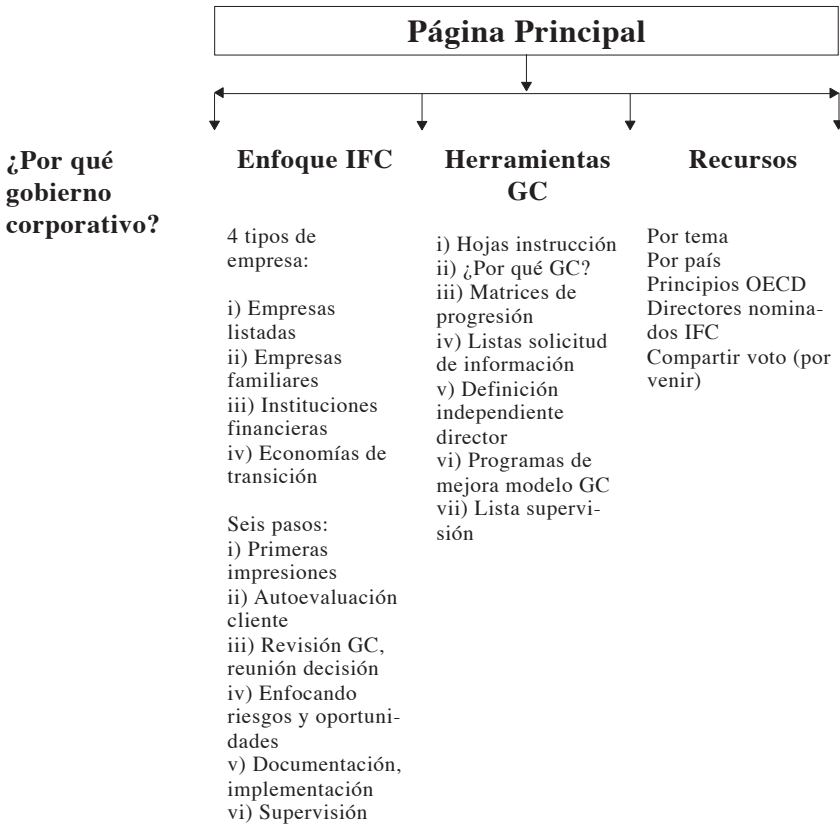 Página Principal
¿Por qué
gobierno
corporativo?
Enfoque IFC
4 tipos de
empresa:
i) Empresas
listadas
ii) Empresas
familiares
iii) Instituciones
financieras
iv) Economías de
transición
Seis pasos:
i) Primeras
impresiones
ii) Autoevaluación
cliente
iii) Revisión GC,
reunión decisión
iv) Enfocando
riesgos y oportuni-
dades
v) Documentación,
implementación
vi) Supervisión
Herramientas
GC
i) Hojas instrucción
ii) ¿Por qué GC?
iii) Matrices de
progresión
iv) Listas solicitud
de información
v) Definición
independiente
director
vi) Programas de
mejora modelo GC
vii) Lista supervi-
sión
Recursos
Por tema
Por país
Principios OECD
Directores nomina-
dos IFC
Compartir voto (por
venir)